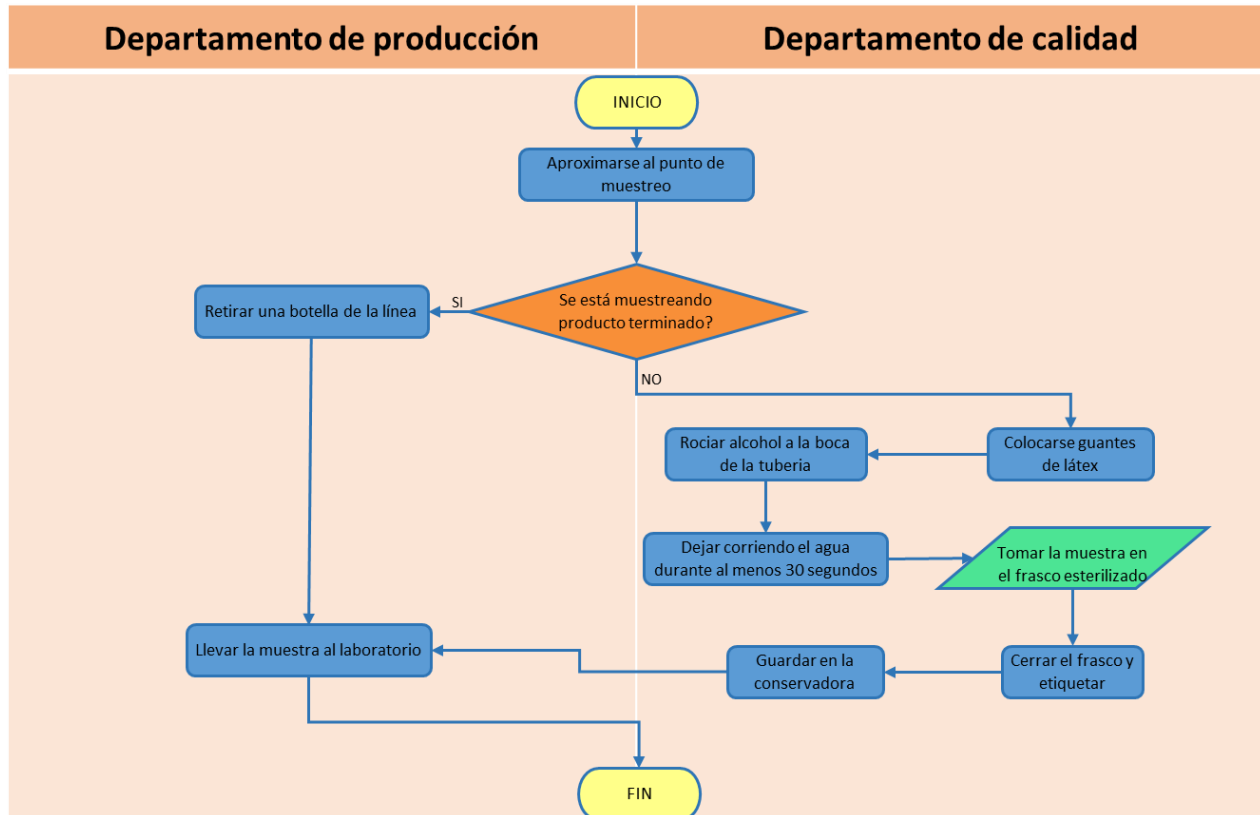 Departamento de producción
Departamento de calidad
INICIO
Aproximarse al punto de
muestreo
Se está muestreando
producto terminado?
SI
Retirar una botella de la línea
NO
Colocarse guantes
de látex
Rociar alcohol a la boca
de la tuberia
Dejar corriendo el agua
durante al menos 30 segundos
Tomar la muestra en
el frasco esterilizado
Cerrar el frasco y
etiquetar
Guardar en la
conservadora
Llevar la muestra al laboratorio
FIN